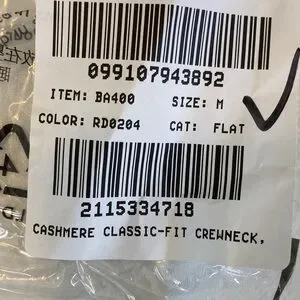 099107943892
ITEM: BA400 SIZE: M
COLOR: RD0204 CAT: FLAT
2115334718
CASHMERE CLASSIC-FIT CREWNECK,